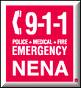 9-1-1
POLICE • MEDICAL • FIRE
EMERGENCY
NENA